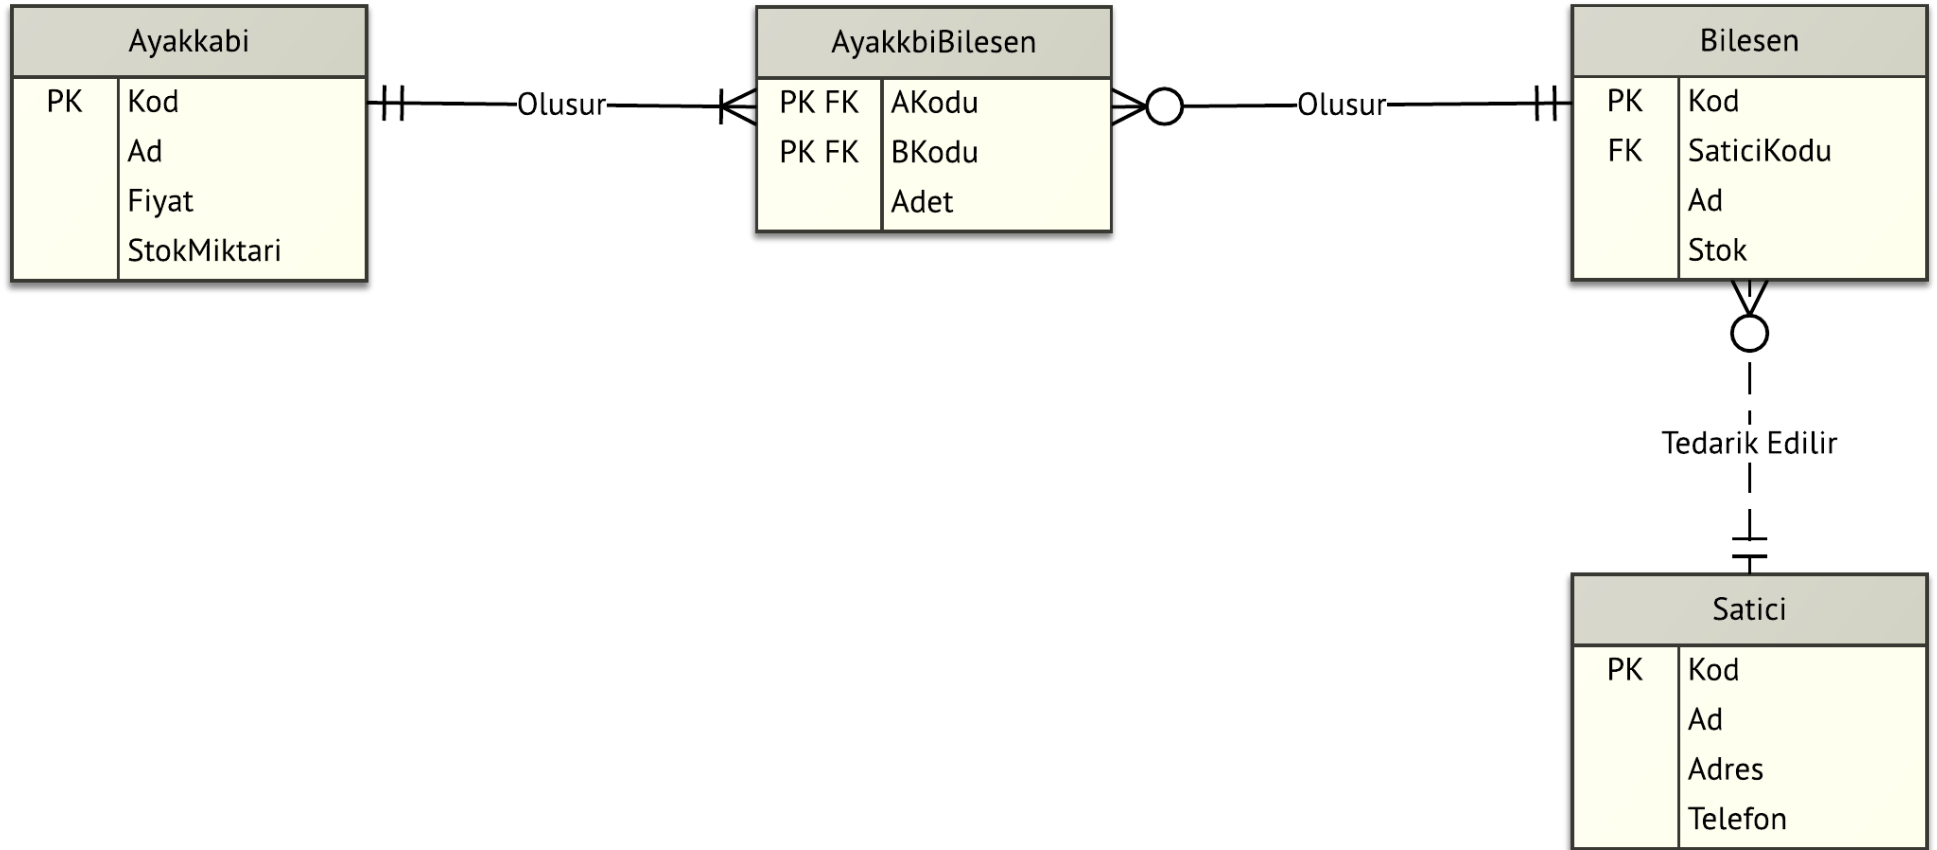 Ayakkabi
PK Kod
Ad
Fiyat
StokMiktari
Olusur
AyakkbiBilesen
PK FK AKodu
PK FK BKodu
Adet
Olusur
Bilesen
PK Kod
FK SaticiKodu
Ad
Stok
Tedarik Edilir
Satici
PK Kod
Ad
Adres
Telefon